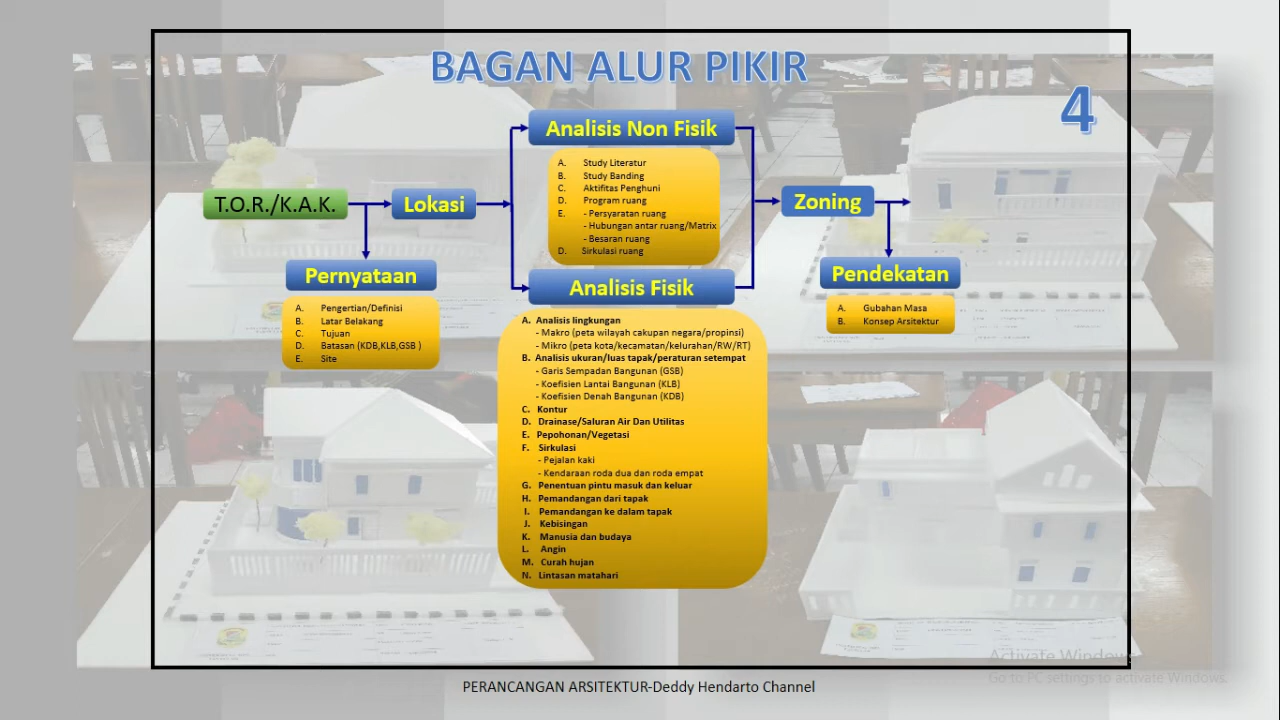 BAGAN ALUR PIKIR
4
T.O.R./K.A.K.
Lokasi
Pernyataan
A. Pengertian/Definisi
B. Latar Belakang
C. Tujuan
D. Batasan (KDB,KLB,GSB )
E. Site
Analisis Non Fisik
A. Study Literatur
B. Study Banding
C. Aktifitas Penghuni
D. Program ruang
E. - Persyaratan ruang
- Hubungan antar ruang/Matrix
- Besaran ruang
D. Sirkulasi ruang
Analisis Fisik
A. Analisis lingkungan
- Makro (peta wilayah cakupan negara/propinsi)
- Mikro (peta kota/kecamatan/kelurahan/RW/RT)
B. Analisis ukuran/luas tapak/peraturan setempat
- Garis Sempadan Bangunan (GSB)
- Koefisien Lantai Bangunan (KLB)
- Koefisien Denah Bangunan (KDB)
C. Kontur
D. Drainase/Saluran Air Dan Utilitas
E. Pepohonan/Vegetasi
F. Sirkulasi
- Pejalan kaki
- Kendaraan roda dua dan roda empat
G. Penentuan pintu masuk dan keluar
H. Pemandangan dari tapak
I. Pemandangan ke dalam tapak
J. Kebisingan
K. Manusia dan budaya
L. Angin
M. Curah hujan
N. Lintasan matahari
Zoning
Pendekatan
A. Gubahan Masa
B. Konsep Arsitektur
Activate Windows
Go to PC settings to activate Windows.
PERANCANGAN ARSITEKTUR-Deddy Hendarto Channel